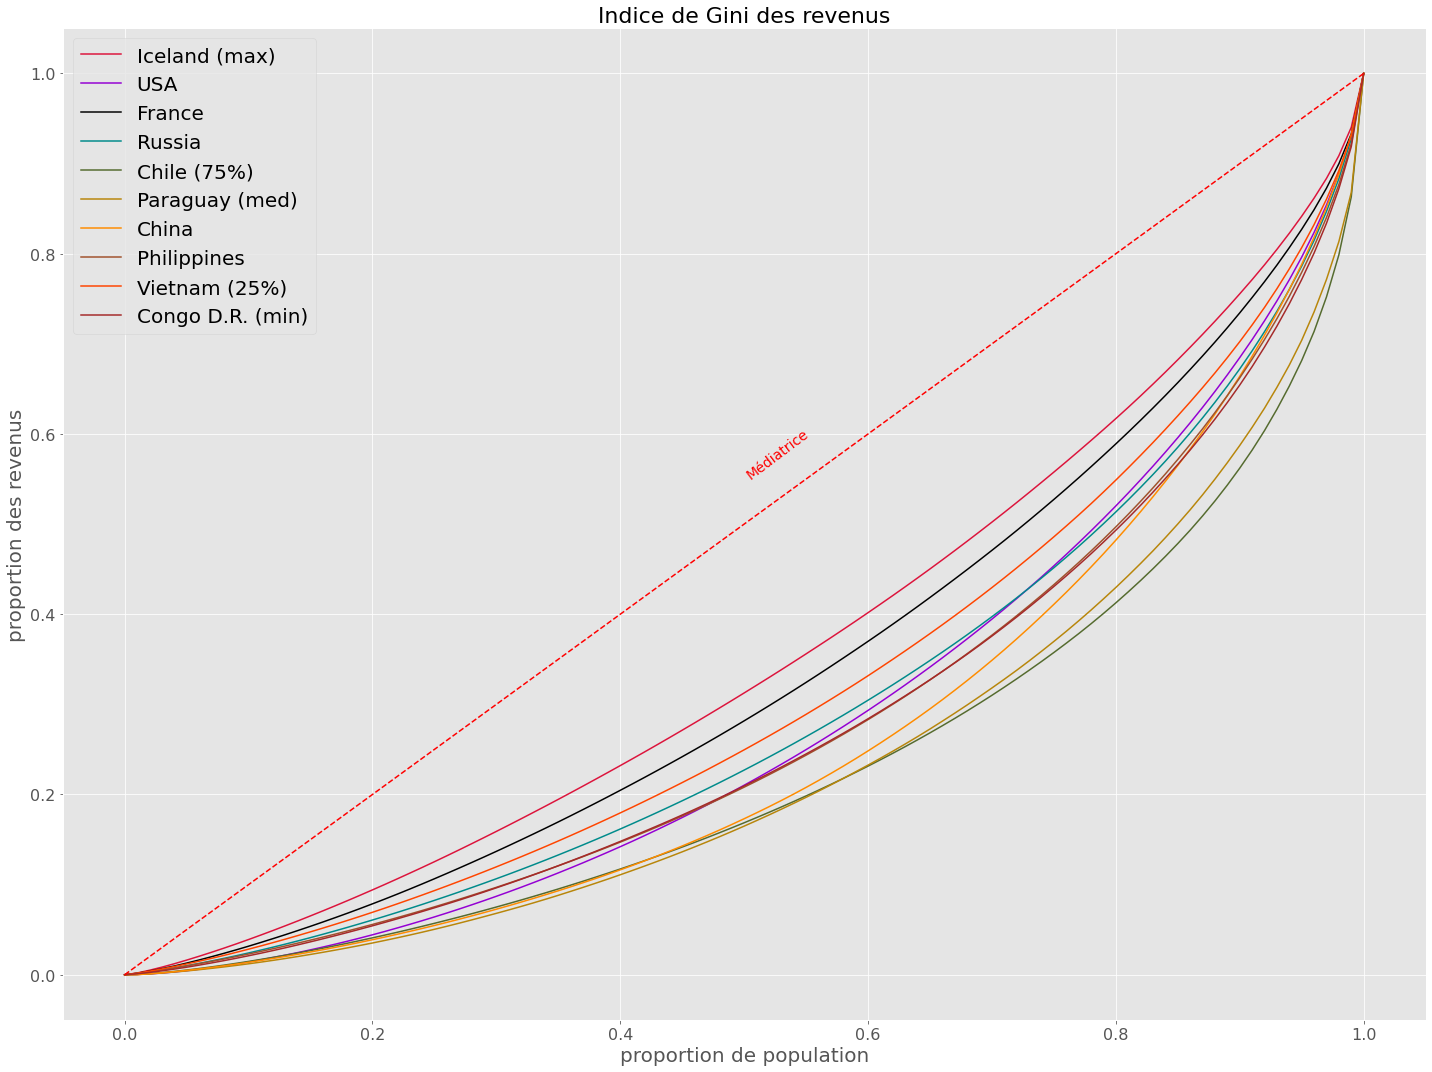 Indice de Gini des revenus
Iceland (max)
USA
France
Russia
Chile (75%)
Paraguay (med)
China
Philippines
Vietnam (25%)
Congo D.R. (min)
1.0
0.8
0.6
0.4
0.2
0.0
proportion des revenus
Médiatrice
0.0 0.2 0.4 0.6 0.8 1.0
proportion de population